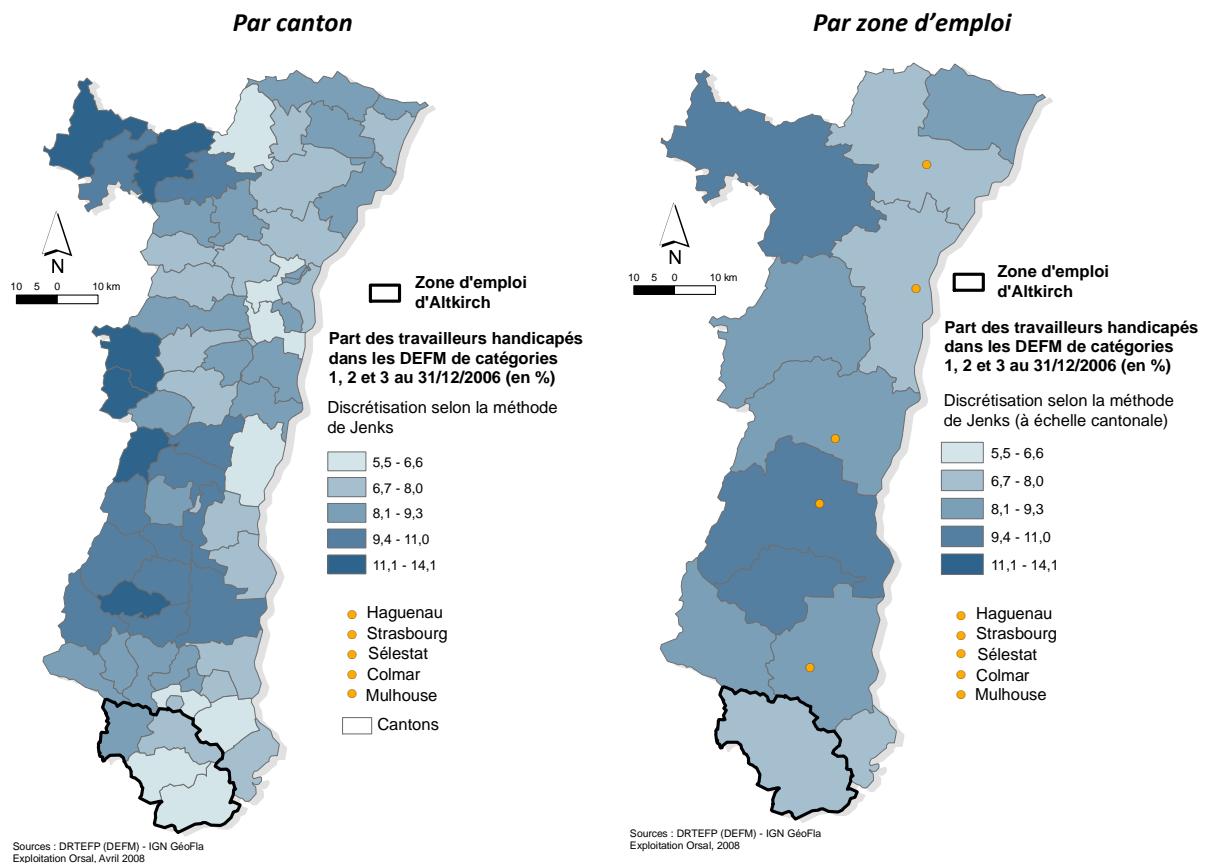 Par canton
N
10 5 0 10 km
Zone d'emploi
d'Altkirch
Part des travailleurs handicapés
dans les DEFM de catégories
1, 2 et 3 au 31/12/2006 (en %)
Discrétisation selon la méthode
de Jenks
5,5 - 6,6
6,7 - 8,0
8,1 - 9,3
9,4 - 11,0
11,1 - 14,1
Haguenau
Strasbourg
Sélestat
Colmar
Mulhouse
Cantons
Sources : DRTEFP (DEFM) - IGN GéoFla
Exploitation Orsal, Avril 2008
Par zone d’emploi
N
10 5 0 10 km
Zone d'emploi
d'Altkirch
Part des travailleurs handicapés
dans les DEFM de catégories
1, 2 et 3 au 31/12/2006 (en %)
Discrétisation selon la méthode
de Jenks (à échelle cantonale)
5,5 - 6,6
6,7 - 8,0
8,1 - 9,3
9,4 - 11,0
11,1 - 14,1
Haguenau
Strasbourg
Sélestat
Colmar
Mulhouse
Sources : DRTEFP (DEFM) - IGN GéoFla
Exploitation Orsal, 2008